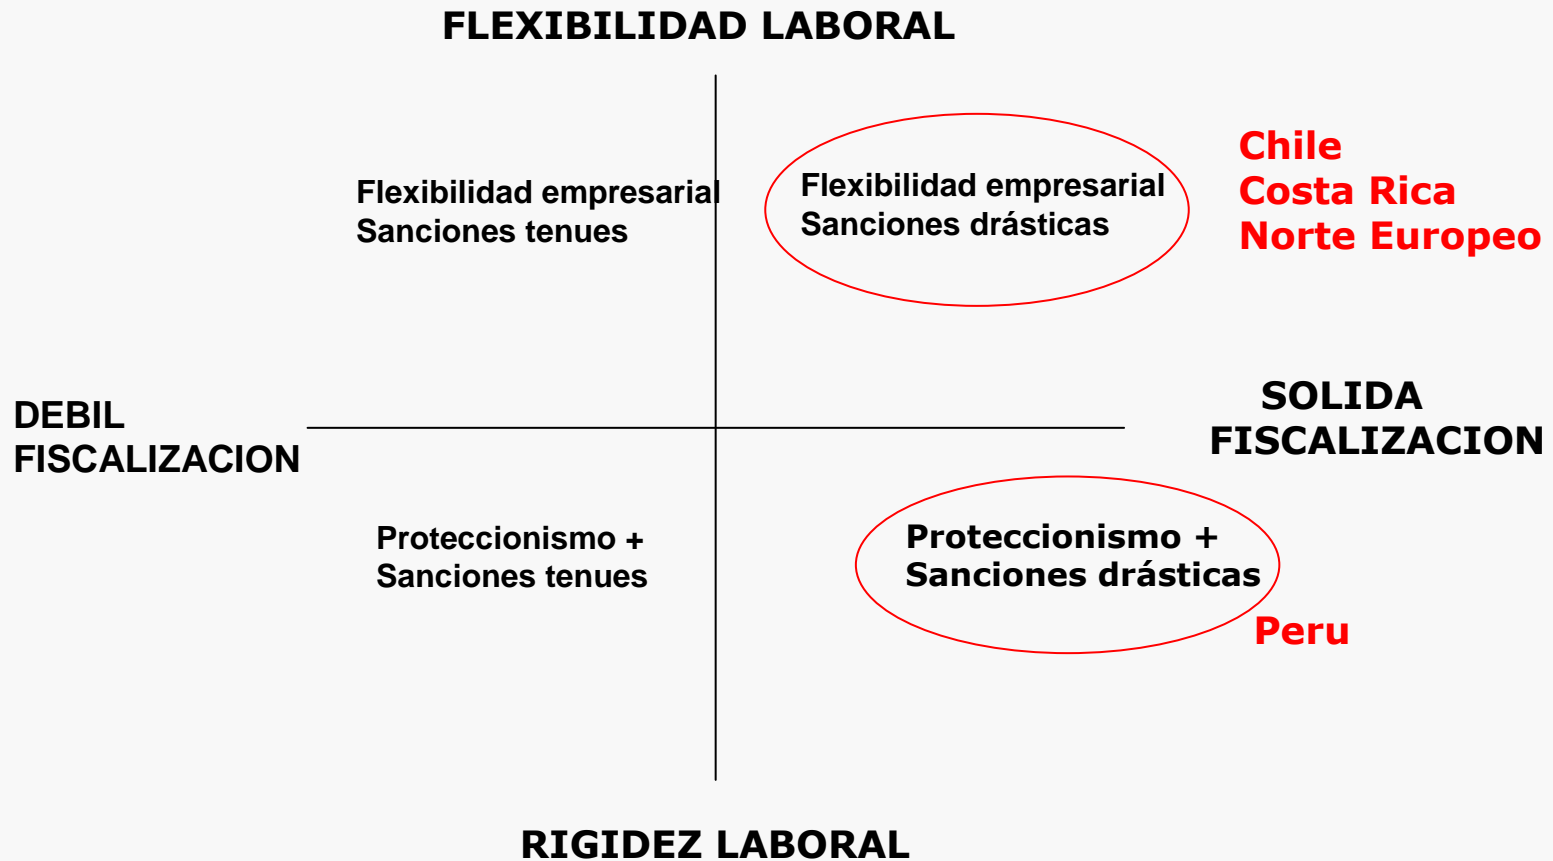 FLEXIBILIDAD LABORAL
Flexibilidad empresarial
Sanciones tenues
Flexibilidad empresarial
Sanciones drásticas
Chile
Costa Rica
Norte Europeo
DEBIL
FISCALIZACION
SOLIDA
FISCALIZACION
Proteccionismo +
Sanciones tenues
Proteccionismo +
Sanciones drásticas
Peru
RIGIDEZ LABORAL